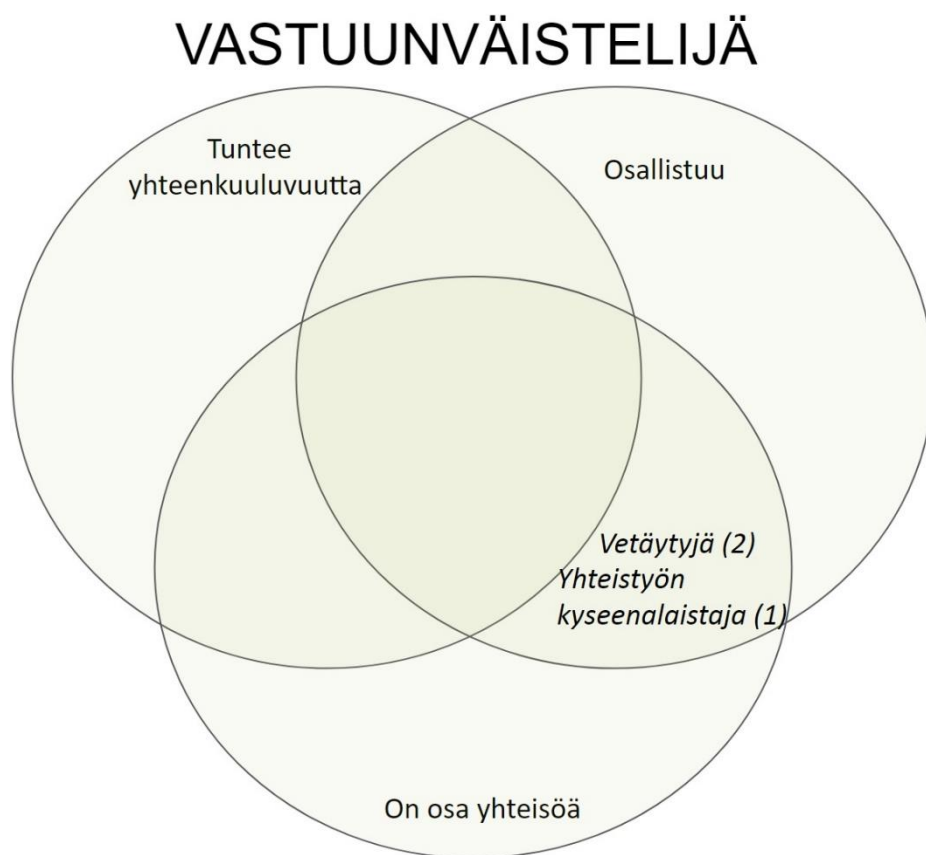 VASTUUNVÄISTELIJÄ
Tuntee
yhteenkuuluvuutta
Osallistuu
Vetäytyjä (2)
Yhteistyön
kyseenalaistaja (1)
On osa yhteisöä